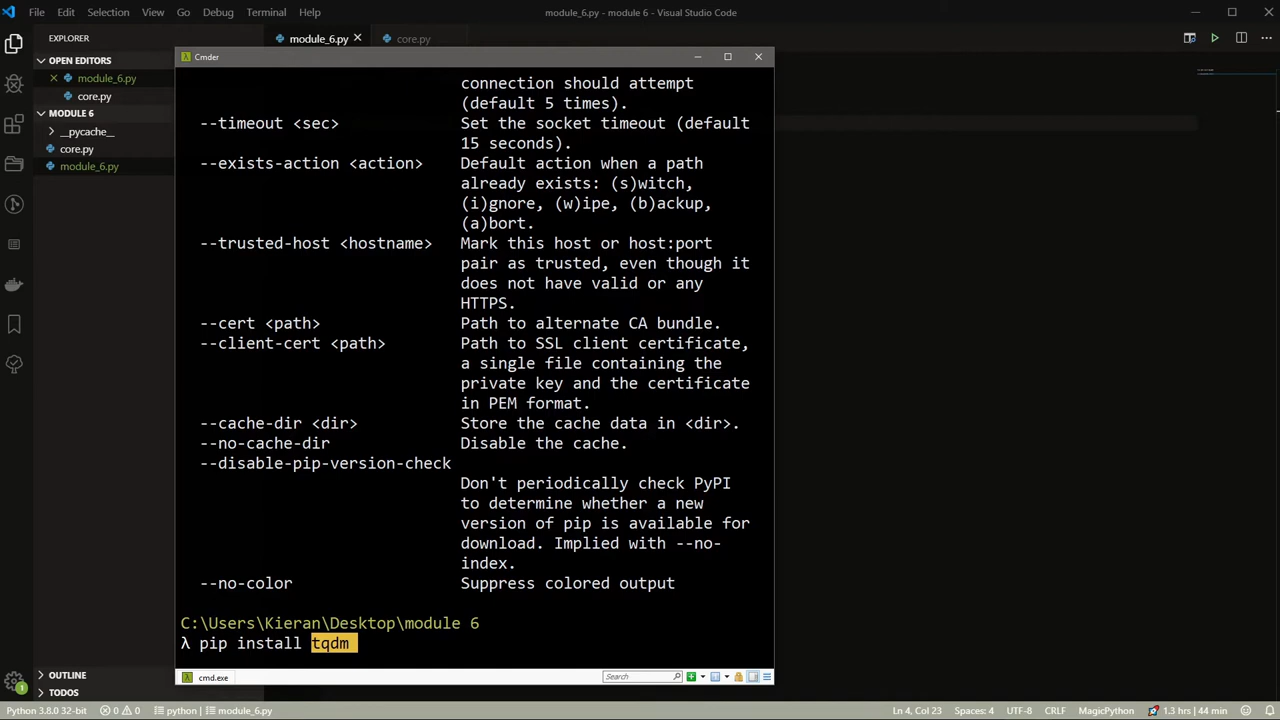 File Edit Selection View Go Debug Terminal Help
module_6.py - Visual Studio Code
EXPLORER
module_6.py
core.py
OPEN EDITORS
module_6.py
core.py
MODULE 6
__pycache__
core.py
module_6.py
Cmder
connection should attempt
(default 5 times).
--timeout <sec> Set the socket timeout (default
15 seconds).
--exists-action <action> Default action when a path
already exists: (s)witch,
(i)gnore, (w)ipe, (b)ackup,
(a)bort.
--trusted-host <hostname> Mark this host or host:port
pair as trusted, even though it
does not have valid or any
HTTPS.
--cert <path> Path to alternate CA bundle.
--client-cert <path> Path to SSL client certificate,
a single file containing the
private key and the certificate
in PEM format.
--cache-dir <dir> Store the cache data in <dir>.
--no-cache-dir Disable the cache.
--disable-pip-version-check
Don't periodically check PyPI
to determine whether a new
version of pip is available for
download. Implied with --no-
index.
--no-color Suppress colored output
C:\Users\Kieran\Desktop\module 6
λ pip install tqdm
cmd.exe
Search
OUTLINE
TODOS
1
Python 3.8.0 32-bit 0 0 python | module_6.py
Ln 4, Col 23 Spaces: 4 UTF-8 CRLF MagicPython 1.3 hrs | 44 min